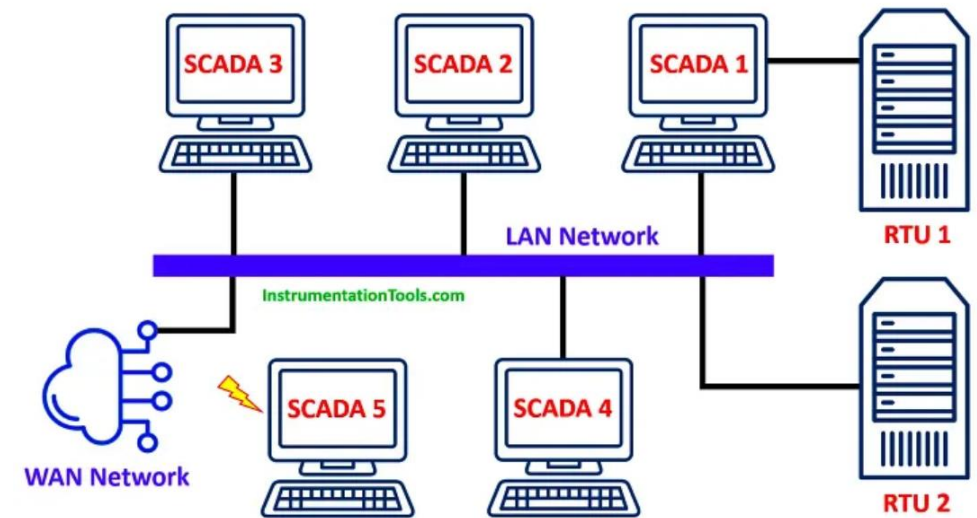 SCADA 3
SCADA 2
SCADA 1
RTU 1
LAN Network
InstrumentationTools.com
WAN Network
SCADA 5
SCADA 4
RTU 2